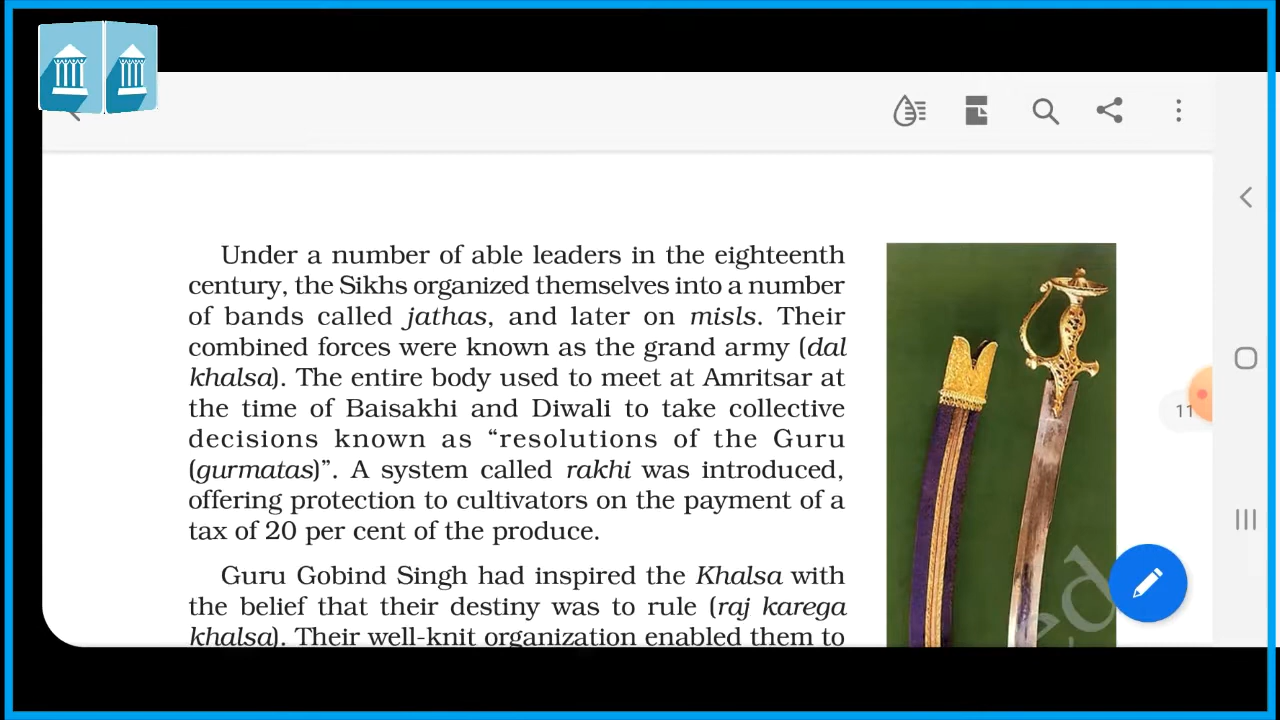 Under a number of able leaders in the eighteenth
century, the Sikhs organized themselves into a number
of bands called jathas, and later on misls. Their
combined forces were known as the grand army (dal
khalsa). The entire body used to meet at Amritsar at
the time of Baisakhi and Diwali to take collective
decisions known as “resolutions of the Guru
(gurmatas)”. A system called rakhi was introduced,
offering protection to cultivators on the payment of a
tax of 20 per cent of the produce.
Guru Gobind Singh had inspired the Khalsa with
the belief that their destiny was to rule (raj karega
khalsa). Their well-knit organization enabled them to
11